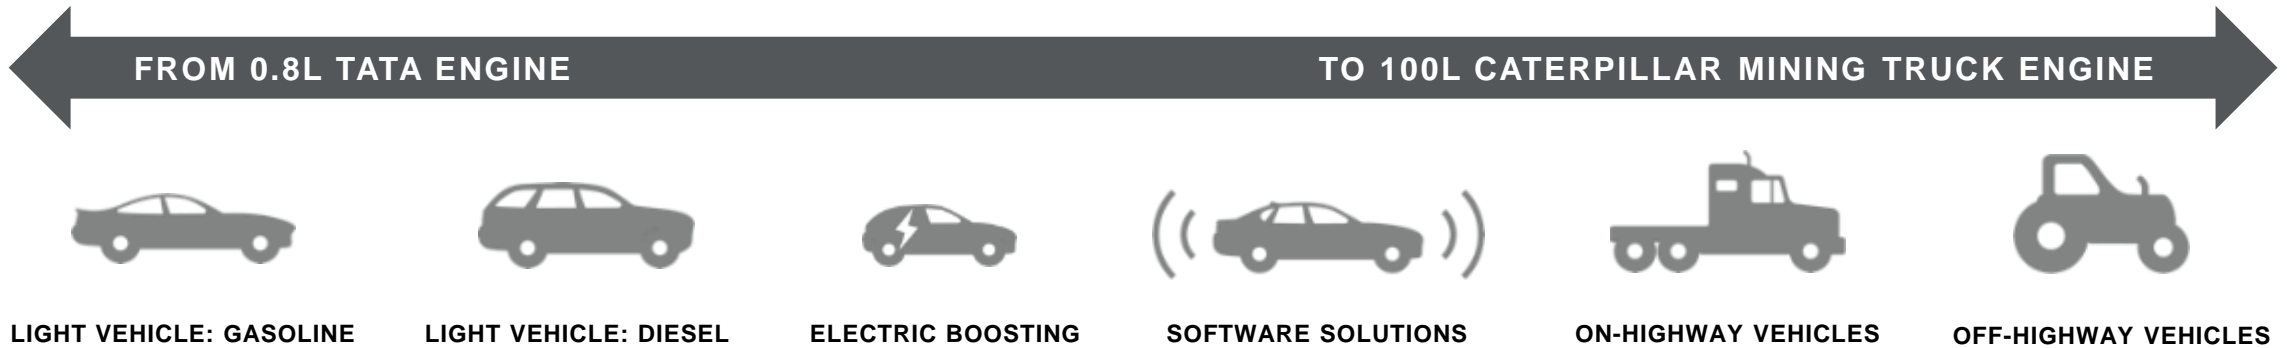 FROM 0.8L TATA ENGINE
TO 100L CATERPILLAR MINING TRUCK ENGINE
LIGHT VEHICLE: GASOLINE
LIGHT VEHICLE: DIESEL
ELECTRIC BOOSTING
SOFTWARE SOLUTIONS
ON-HIGHWAY VEHICLES
OFF-HIGHWAY VEHICLES